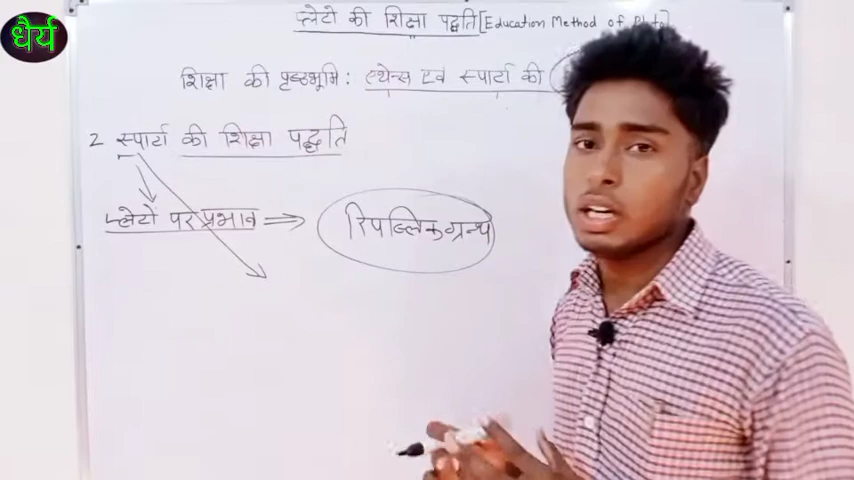 धैर्य
प्लेटो की शिक्षा पद्धति [Education Method of Plato]
शिक्षा की पृष्ठभूमि: एथेन्स एवं स्पार्टा की
2 स्पार्टा की शिक्षा पद्धति
प्लेटो पर प्रभाव ⇒ रिपब्लिक ग्रन्थ